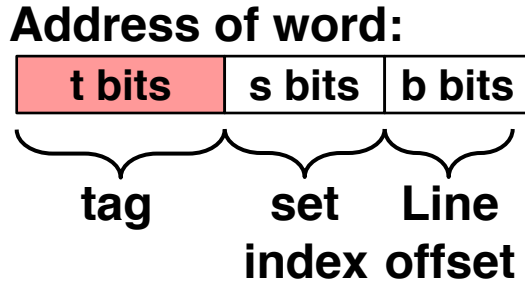 Address of word:
t bits s bits b bits
tag set Line
index offset